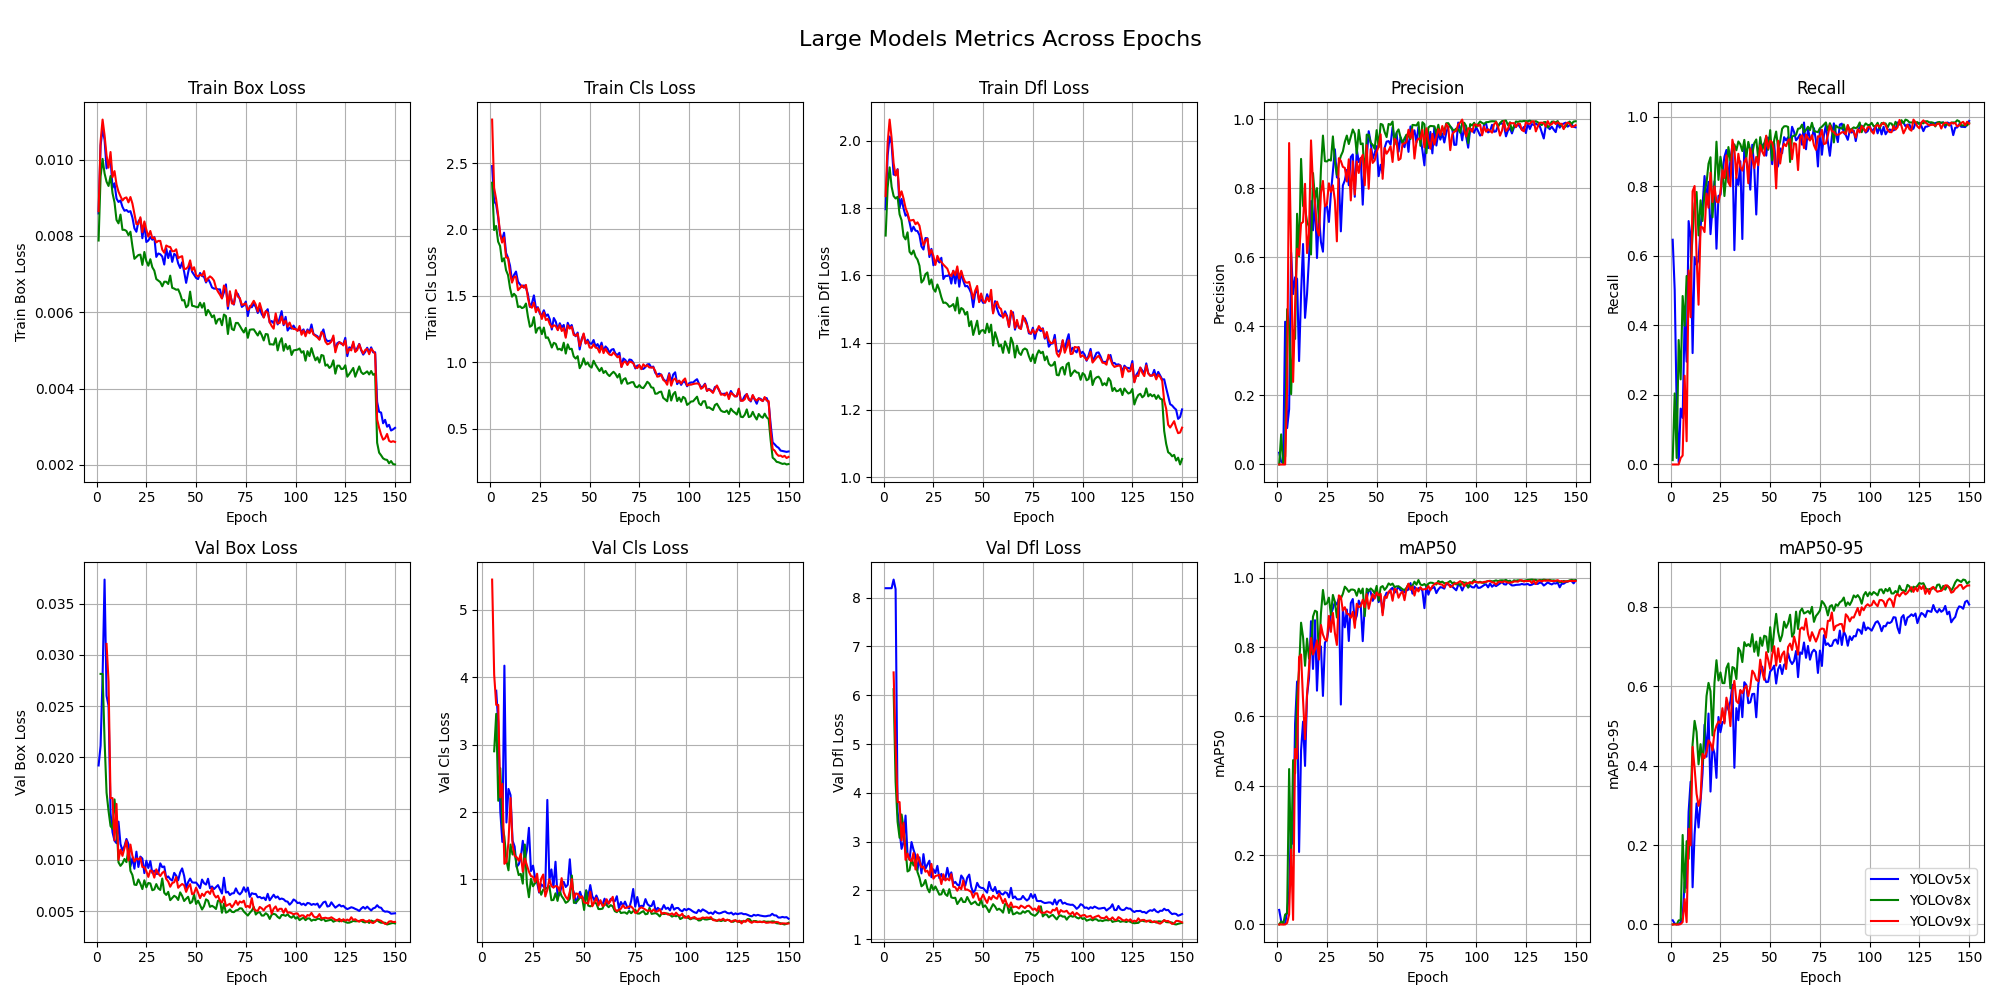 Large Models Metrics Across Epochs
Train Box Loss
Train Box Loss
0.010
0.008
0.006
0.004
0.002
0 25 50 75 100 125 150
Epoch
Train Cls Loss
Train Cls Loss
2.5
2.0
1.5
1.0
0.5
0 25 50 75 100 125 150
Epoch
Train Dfl Loss
Train Dfl Loss
2.0
1.8
1.6
1.4
1.2
1.0
0 25 50 75 100 125 150
Epoch
Precision
Precision
1.0
0.8
0.6
0.4
0.2
0.0
0 25 50 75 100 125 150
Epoch
Recall
Recall
1.0
0.8
0.6
0.4
0.2
0.0
0 25 50 75 100 125 150
Epoch
Val Box Loss
Val Box Loss
0.035
0.030
0.025
0.020
0.015
0.010
0.005
0 25 50 75 100 125 150
Epoch
Val Cls Loss
Val Cls Loss
5
4
3
2
1
0 25 50 75 100 125 150
Epoch
Val Dfl Loss
Val Dfl Loss
8
7
6
5
4
3
2
1
0 25 50 75 100 125 150
Epoch
mAP50
mAP50
1.0
0.8
0.6
0.4
0.2
0.0
0 25 50 75 100 125 150
Epoch
mAP50-95
mAP50-95
0.8
0.6
0.4
0.2
0.0
0 25 50 75 100 125 150
Epoch
YOLOv5x
YOLOv8x
YOLOv9x